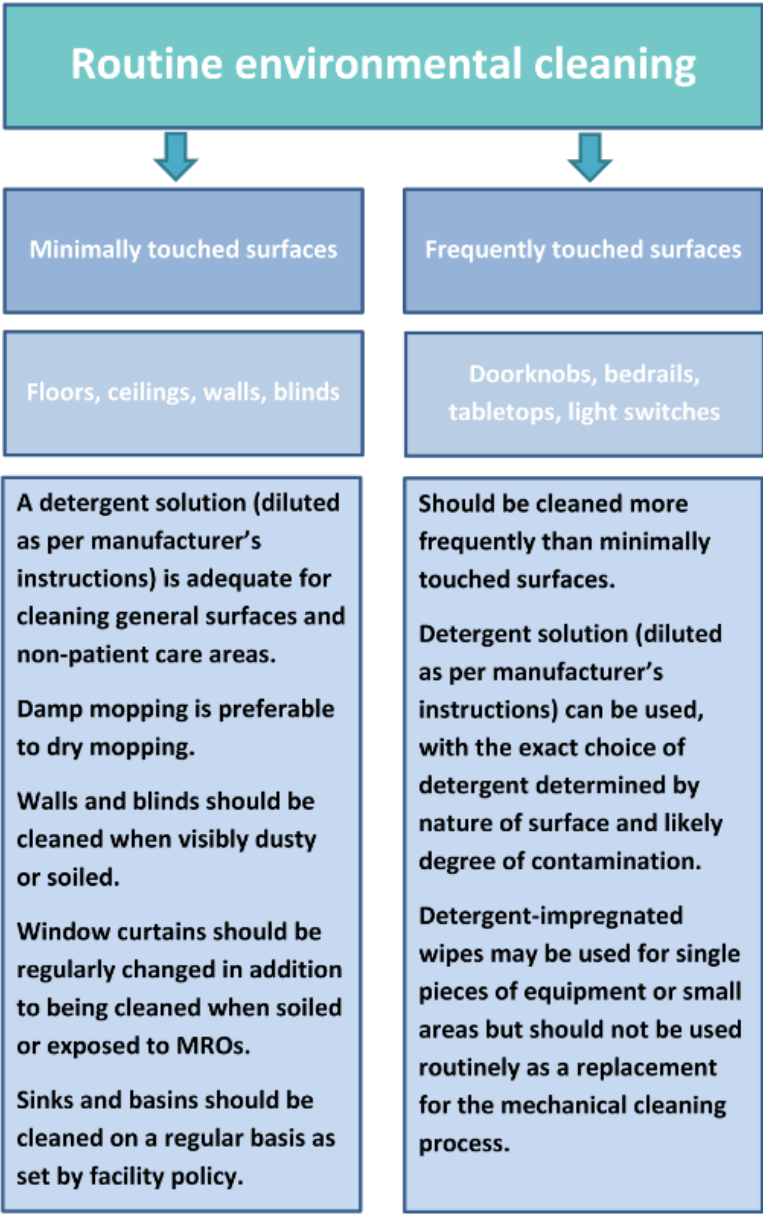 Routine environmental cleaning
Minimally touched surfaces
Floors, ceilings, walls, blinds
A detergent solution (diluted
as per manufacturer’s
instructions) is adequate for
cleaning general surfaces and
non-patient care areas.
Damp mopping is preferable
to dry mopping.
Walls and blinds should be
cleaned when visibly dusty
or soiled.
Window curtains should be
regularly changed in addition
to being cleaned when soiled
or exposed to MROs.
Sinks and basins should be
cleaned on a regular basis as
set by facility policy.
Frequently touched surfaces
Doorknobs, bedrails,
tabletops, light switches
Should be cleaned more
frequently than minimally
touched surfaces.
Detergent solution (diluted
as per manufacturer’s
instructions) can be used,
with the exact choice of
detergent determined by
nature of surface and likely
degree of contamination.
Detergent-impregnated
wipes may be used for single
pieces of equipment or small
areas but should not be used
routinely as a replacement
for the mechanical cleaning
process.